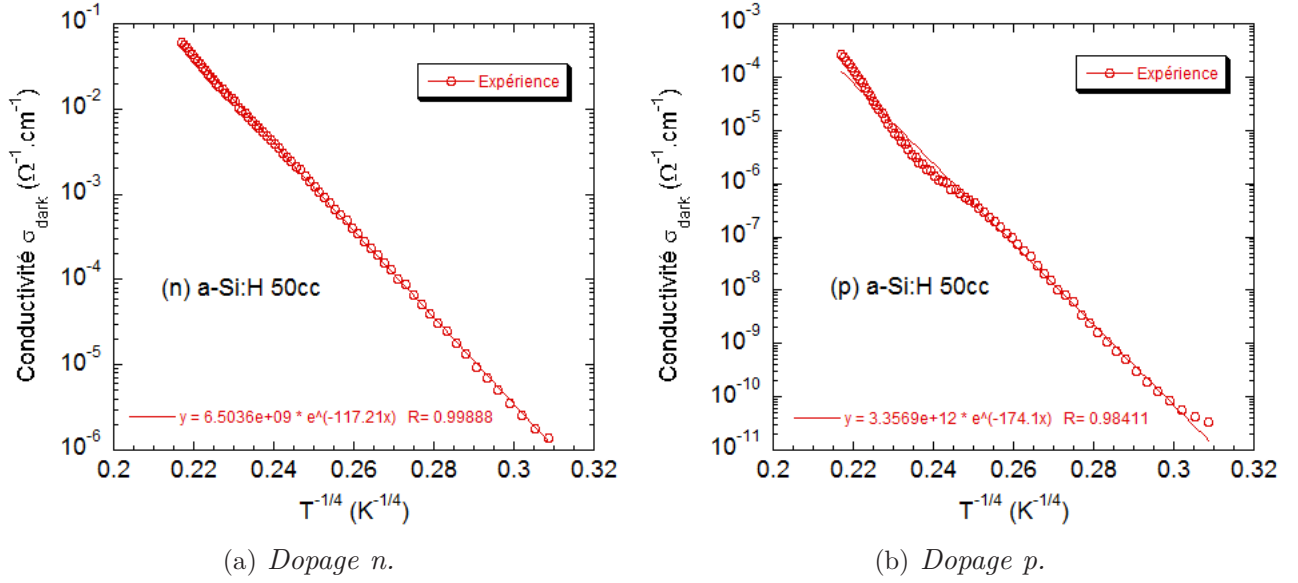 10^-1
10^-2
10^-3
10^-4
10^-5
10^-6
Conductivité σ_dark (Ω^-1.cm^-1)
Expérience
(n) a-Si:H 50cc
y = 6.5036e+09 * e^(-117.21x) R= 0.99888
0.2 0.22 0.24 0.26 0.28 0.3 0.32
T^-1/4 (K^-1/4)
(a) Dopage n.
10^-3
10^-4
10^-5
10^-6
10^-7
10^-8
10^-9
10^-10
10^-11
Conductivité σ_dark (Ω^-1.cm^-1)
Expérience
(p) a-Si:H 50cc
y = 3.3569e+12 * e^(-174.1x) R= 0.98411
0.2 0.22 0.24 0.26 0.28 0.3 0.32
T^-1/4 (K^-1/4)
(b) Dopage p.